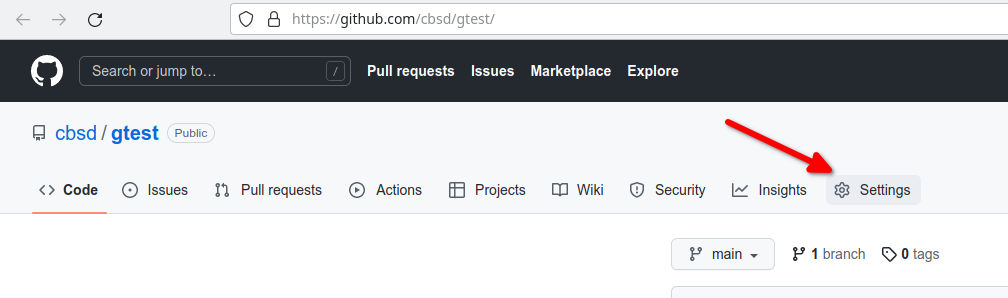 https://github.com/cbsd/gtest/
Search or jump to… / Pull requests Issues Marketplace Explore
cbsd / gtest Public
Code Issues Pull requests Actions Projects Wiki Security Insights Settings
main 1 branch 0 tags